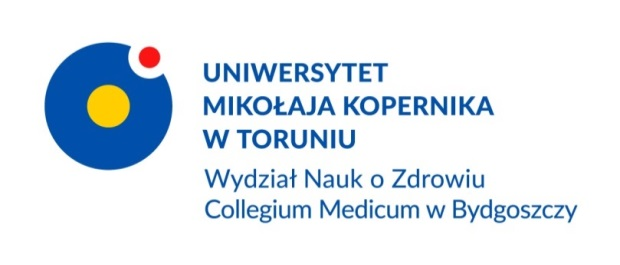 UNIWERSYTET
MIKOŁAJA KOPERNIKA
W TORUNIU
Wydział Nauk o Zdrowiu
Collegium Medicum w Bydgoszczy